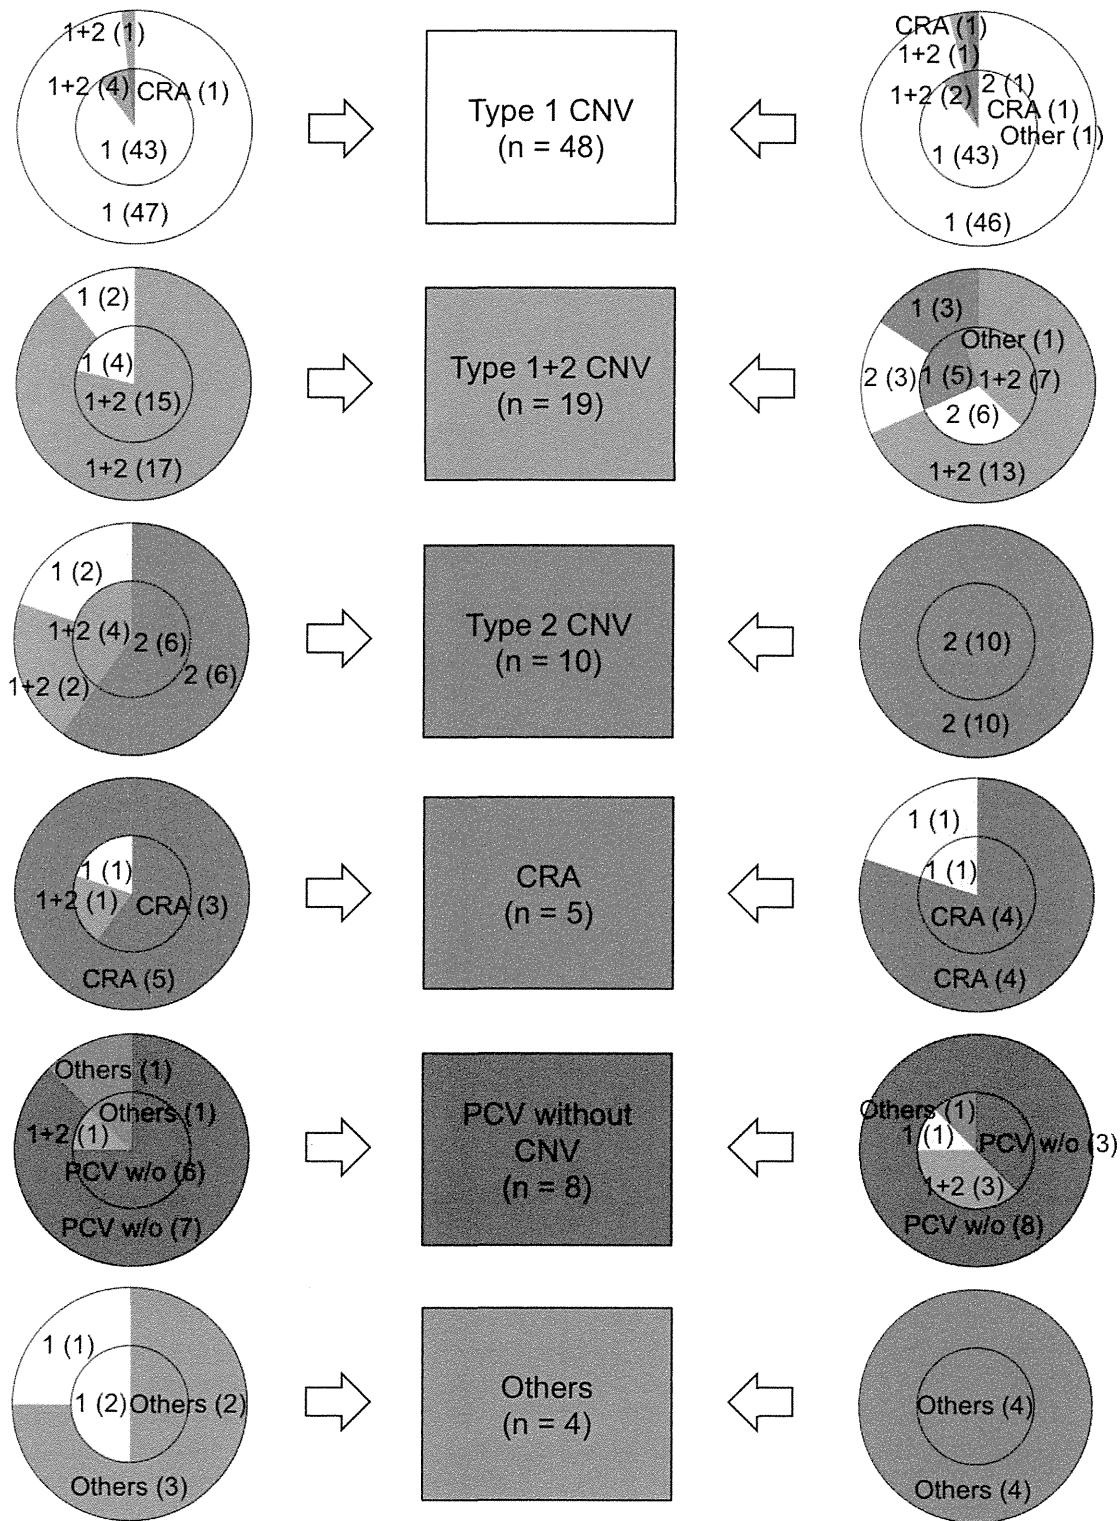 1+2 (1)
1+2 (4)
CRA (1)
1 (43)
1 (47)
Type 1 CNV
(n = 48)
CRA (1)
1+2 (1)
1+2 (2)
2 (1)
CRA (1)
Other (1)
1 (43)
1 (46)
1 (2)
1 (4)
1+2 (15)
1+2 (17)
Type 1+2 CNV
(n = 19)
1 (3)
Other (1)
2 (3)
1 (5)
1+2 (7)
2 (6)
1+2 (13)
1 (2)
1+2 (4)
2 (6)
2 (6)
1+2 (2)
Type 2 CNV
(n = 10)
2 (10)
2 (10)
1 (1)
1+2 (1)
CRA (3)
CRA (5)
CRA
(n = 5)
1 (1)
1 (1)
CRA (4)
CRA (4)
Others (1)
Others (1)
1+2 (1)
PCV w/o (6)
PCV w/o (7)
PCV without
CNV
(n = 8)
Others (1)
1 (1)
PCV w/o (3)
1+2 (3)
PCV w/o (8)
1 (1)
1 (2)
Others (2)
Others (3)
Others
(n = 4)
Others (4)
Others (4)